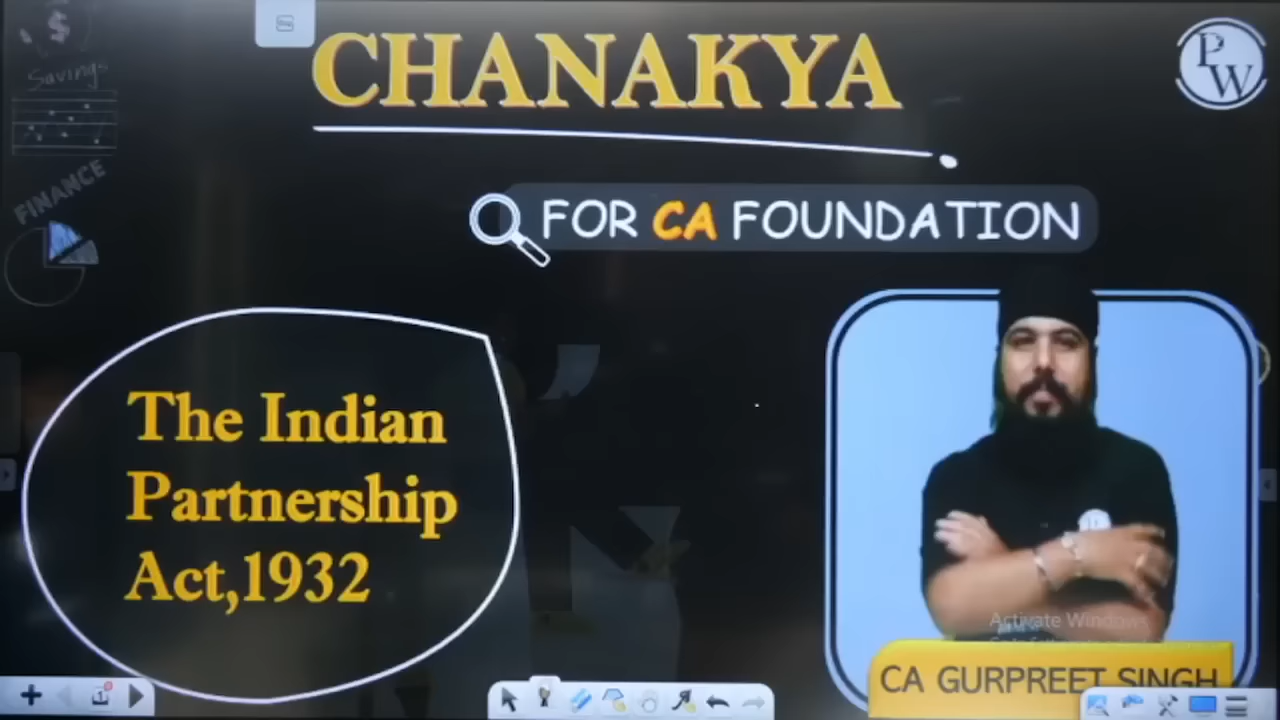 CHANAKYA
PW
Savings
FINANCE
FOR CA FOUNDATION
The Indian
Partnership
Act,1932
Activate Windows
CA GURPREET SINGH